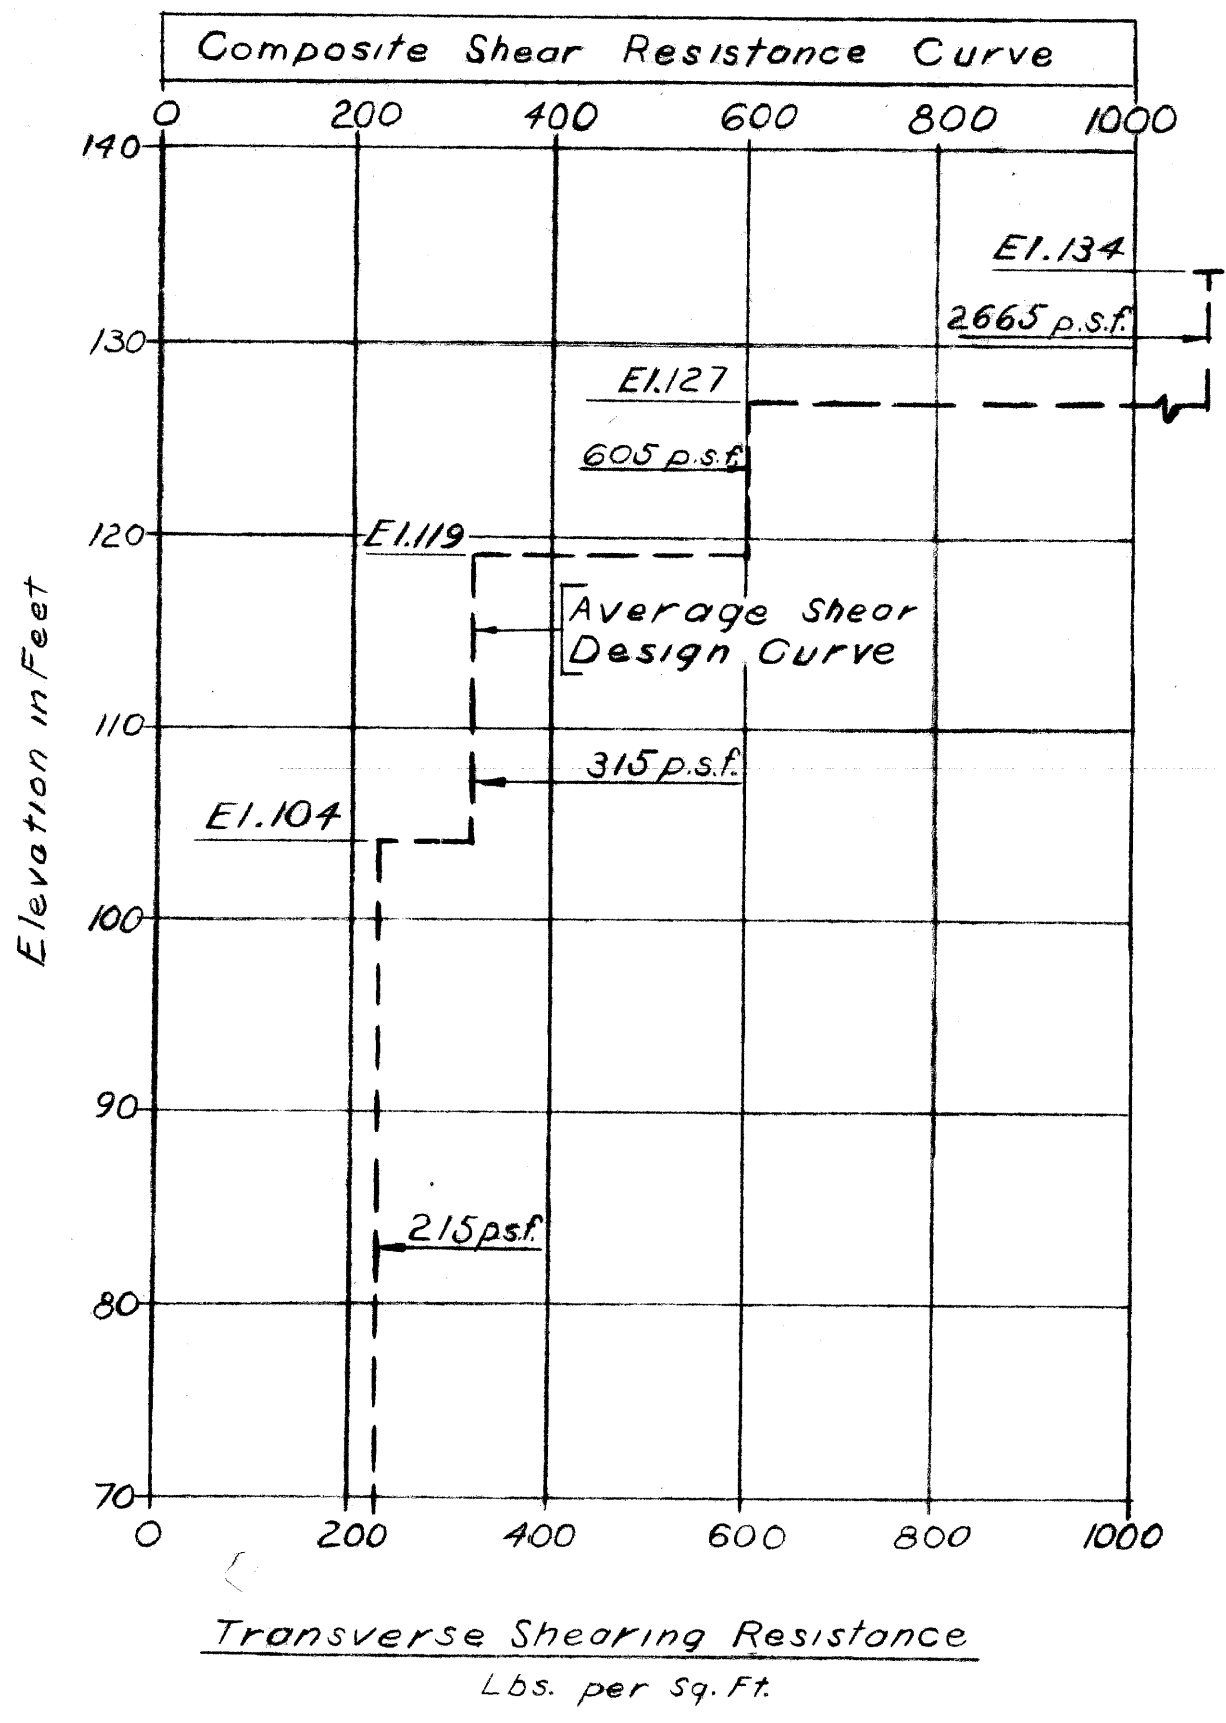 Composite Shear Resistance Curve
0 200 400 600 800 1000
140
El. 134
2665 p.s.f.
130
El. 127
605 p.s.f.
120
El. 119
Average Shear
Design Curve
110
315 p.s.f.
El. 104
100
90
215 p.s.f.
80
70
0 200 400 600 800 1000
Elevation in Feet
Transverse Shearing Resistance
Lbs. per Sq. Ft.